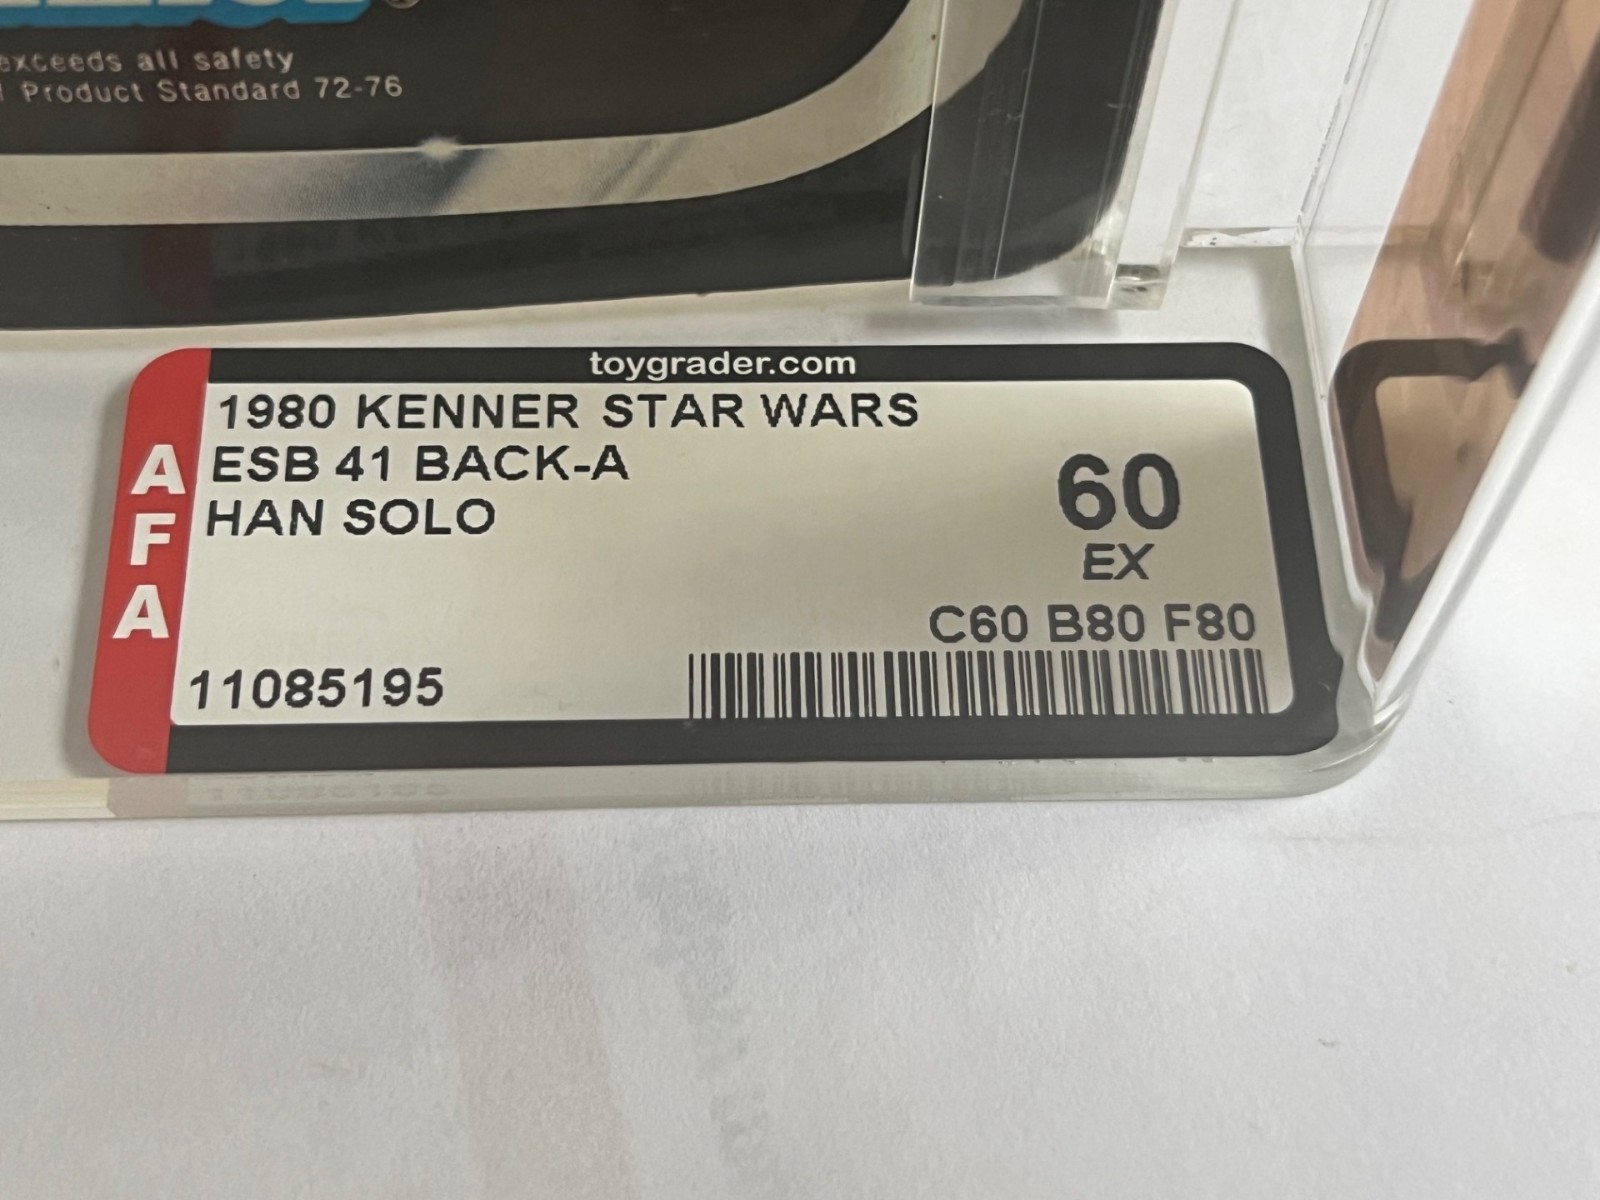 exceeds all safety
Product Standard 72-76
toygrader.com
1980 KENNER STAR WARS
ESB 41 BACK-A
HAN SOLO
AFA
60
EX
C60 B80 F80
11085195